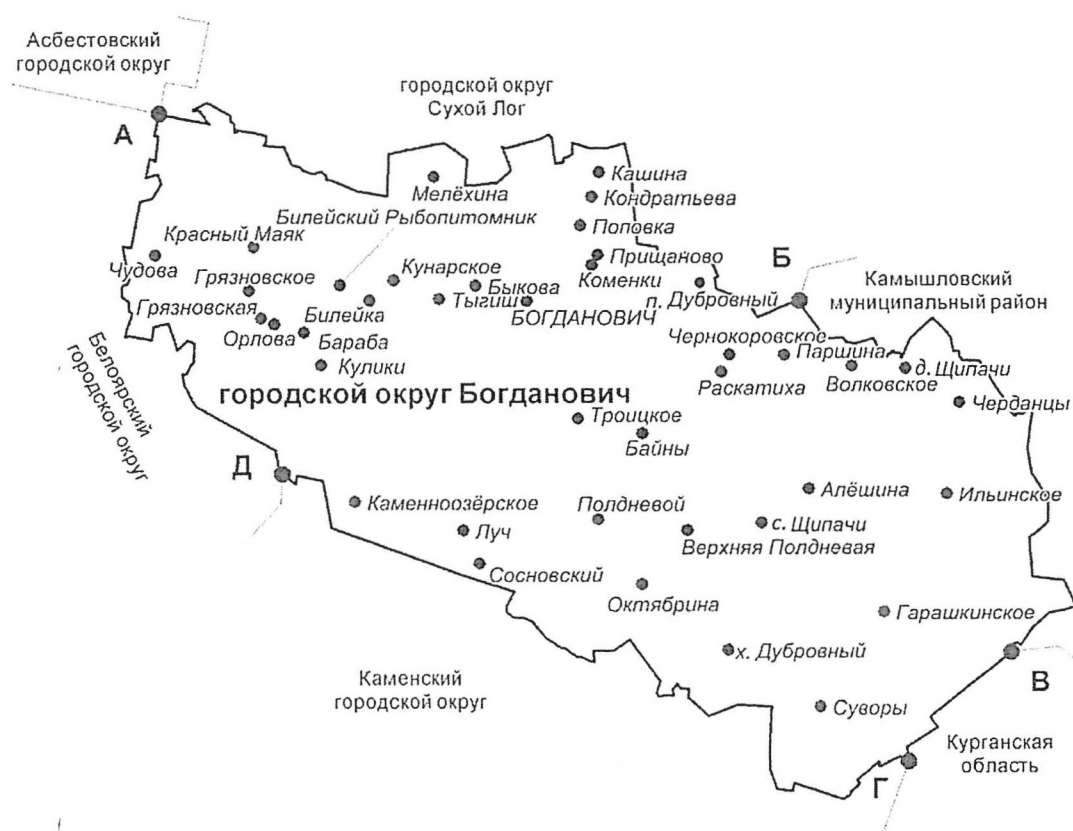 Асбестовский
городской округ
городской округ
Сухой Лог
А
Кашина
Мелёхина
Кондратьева
Билейский Рыбопитомник
Поповка
Красный Маяк
Прищаново
Чудова
Кунарское
Коменки
Б
Камышловский
муниципальный район
Грязновское
Быкова
п. Дубровный
Грязновская
Билейка
Тыгиш
БОГДАНОВИЧ
Орлова
Бараба
Чернокоровское
Паршина
Кулики
Раскатиха
Волковское
д. Щипачи
Белоярский
городской округ
городской округ Богданович
Черданцы
Троицкое
Байны
Д
Алёшина
Ильинское
Каменноозёрское
Полдневой
с. Щипачи
Луч
Верхняя Полдневая
Сосновский
Октябрина
Гарашкинское
х. Дубровный
В
Каменский
городской округ
Суворы
Курганская
область
Г